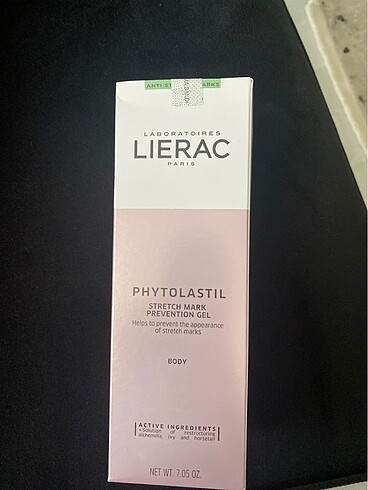 LABORATOIRES
LIERAC
PARIS
PHYTOLASTIL
STRETCH MARK
PREVENTION GEL
Helps to prevent the appearance
of stretch marks
BODY
ACTIVE INGREDIENTS
• Solution of restructuring
alchemilla, ivy and horsetail
NET WT. 7.05 OZ.